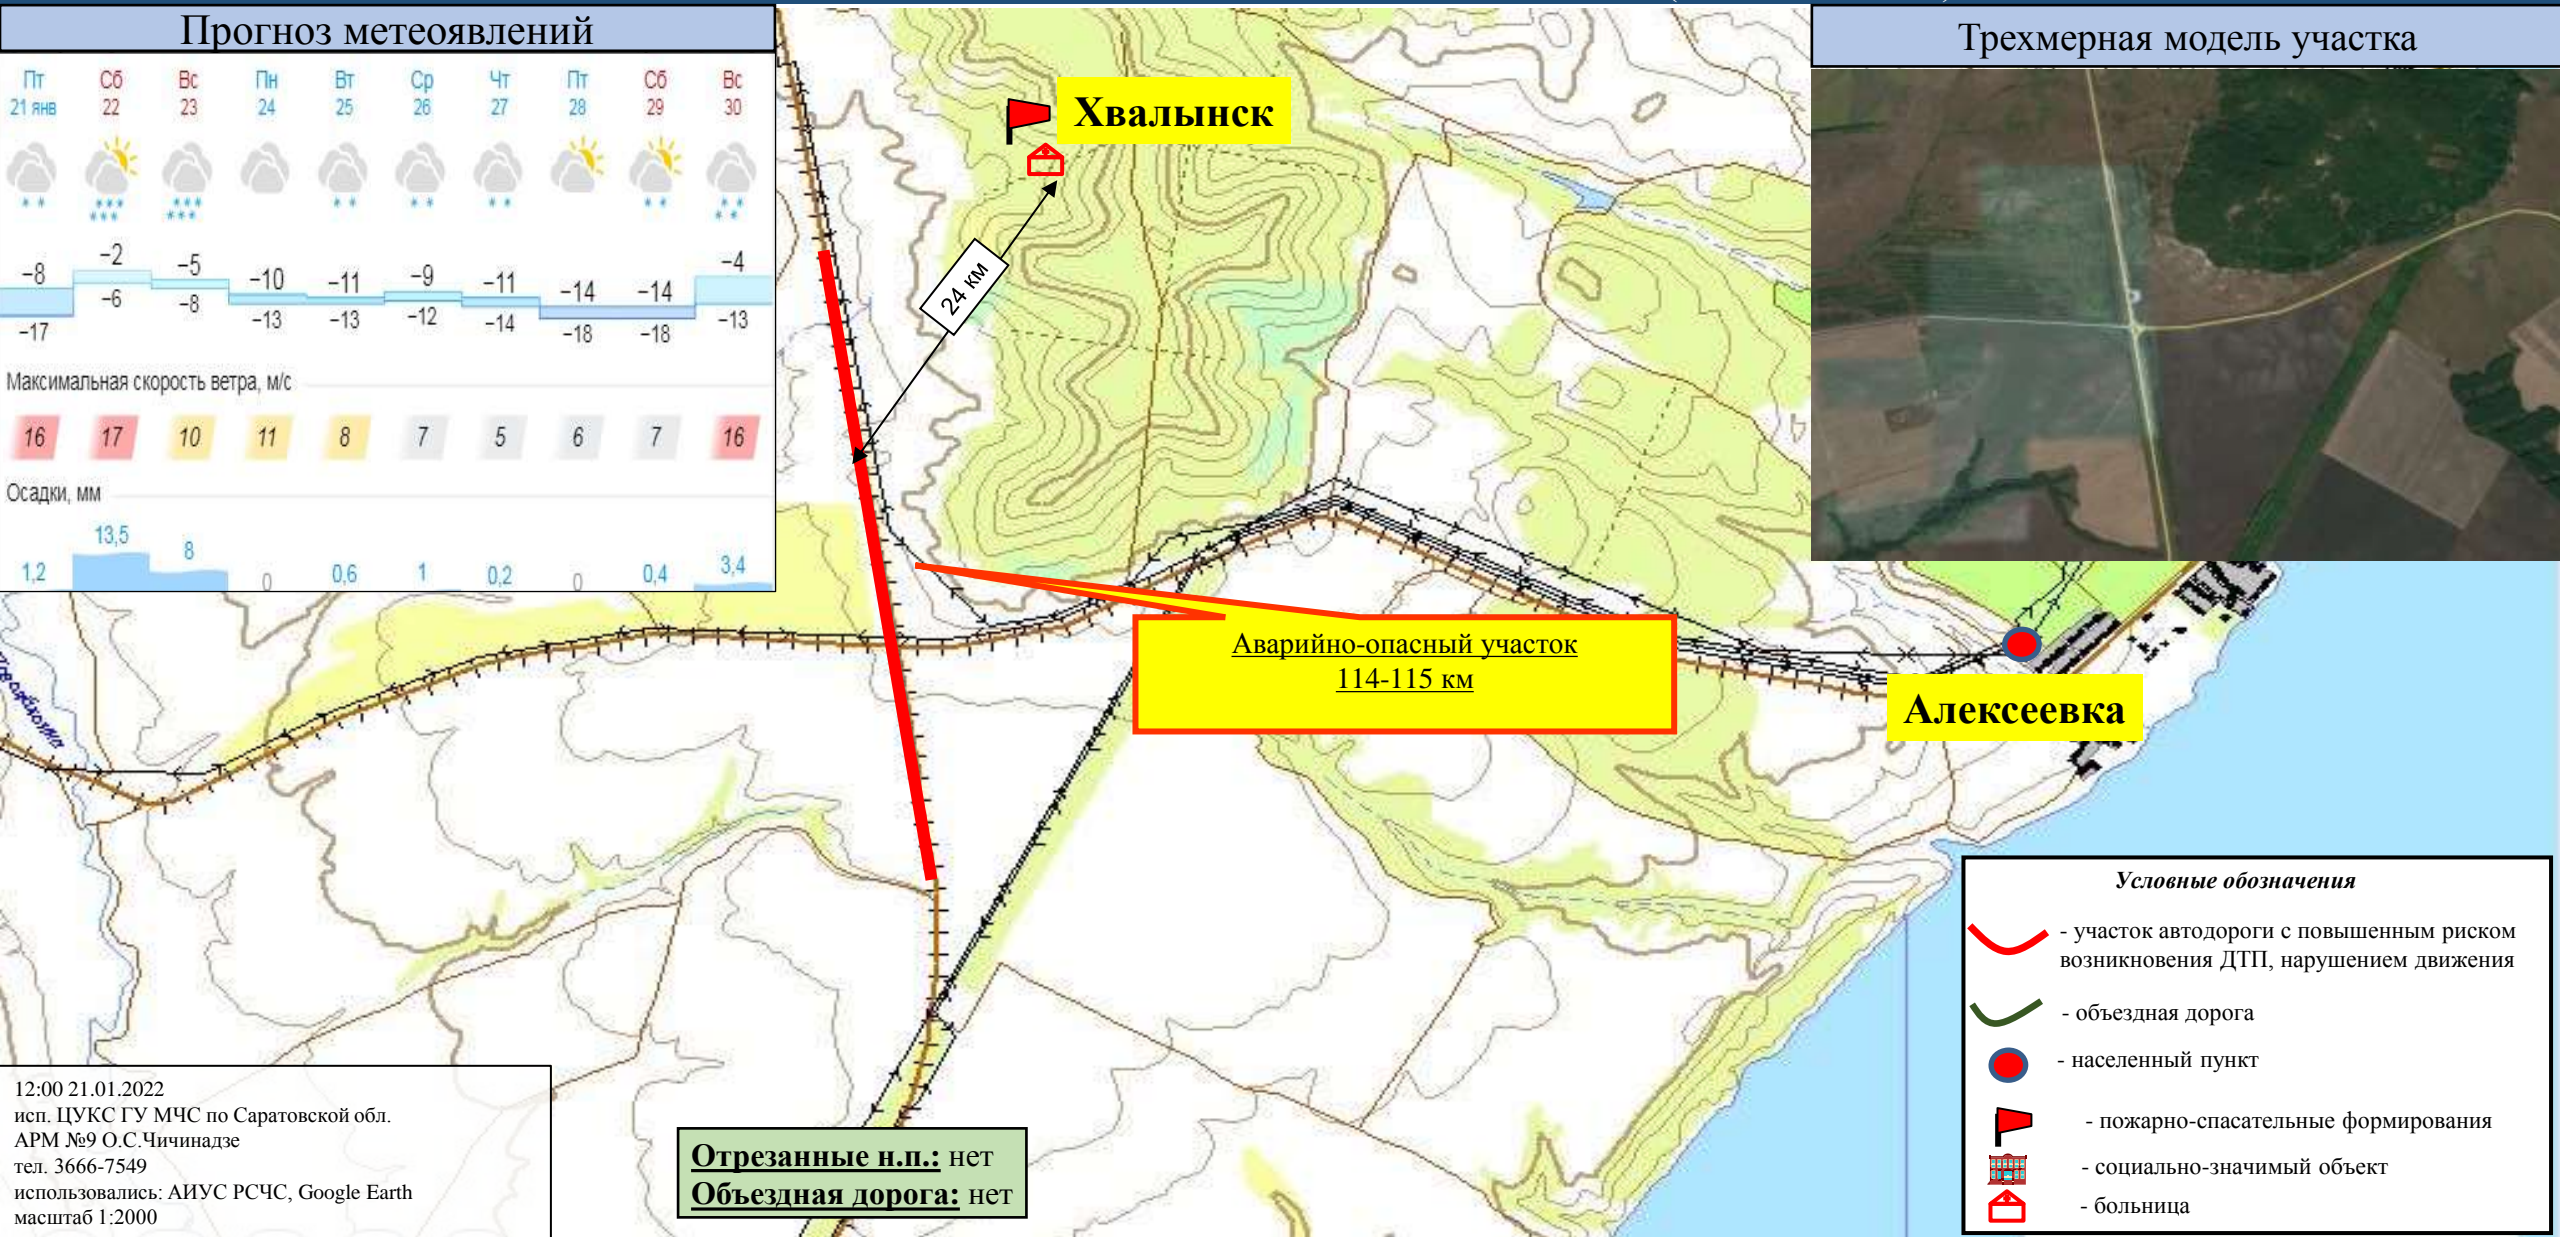 Прогноз метеоявлений
Пт Сб Вс Пн Вт Ср Чт Пт Сб Вс
21 янв 22 23 24 25 26 27 28 29 30
−8 −2 −5 −10 −11 −9 −11 −14 −14 −4
−17 −6 −8 −13 −13 −12 −14 −18 −18 −13
Максимальная скорость ветра, м/с
16 17 10 11 8 7 5 6 7 16
Осадки, мм
1,2 13,5 8 0 0,6 1 0,2 0 0,4 3,4
Хвалынск
24 км
Трехмерная модель участка
Аварийно-опасный участок
114-115 км
Алексеевка
Условные обозначения
- участок автодороги с повышенным риском
возникновения ДТП, нарушением движения
- объездная дорога
- населенный пункт
- пожарно-спасательные формирования
- социально-значимый объект
- больница
Отрезанные н.п.: нет
Объездная дорога: нет
12:00 21.01.2022
исп. ЦУКС ГУ МЧС по Саратовской обл.
АРМ №9 О.С.Чичинадзе
тел. 3666-7549
использовались: АИУС РСЧС, Google Earth
масштаб 1:2000